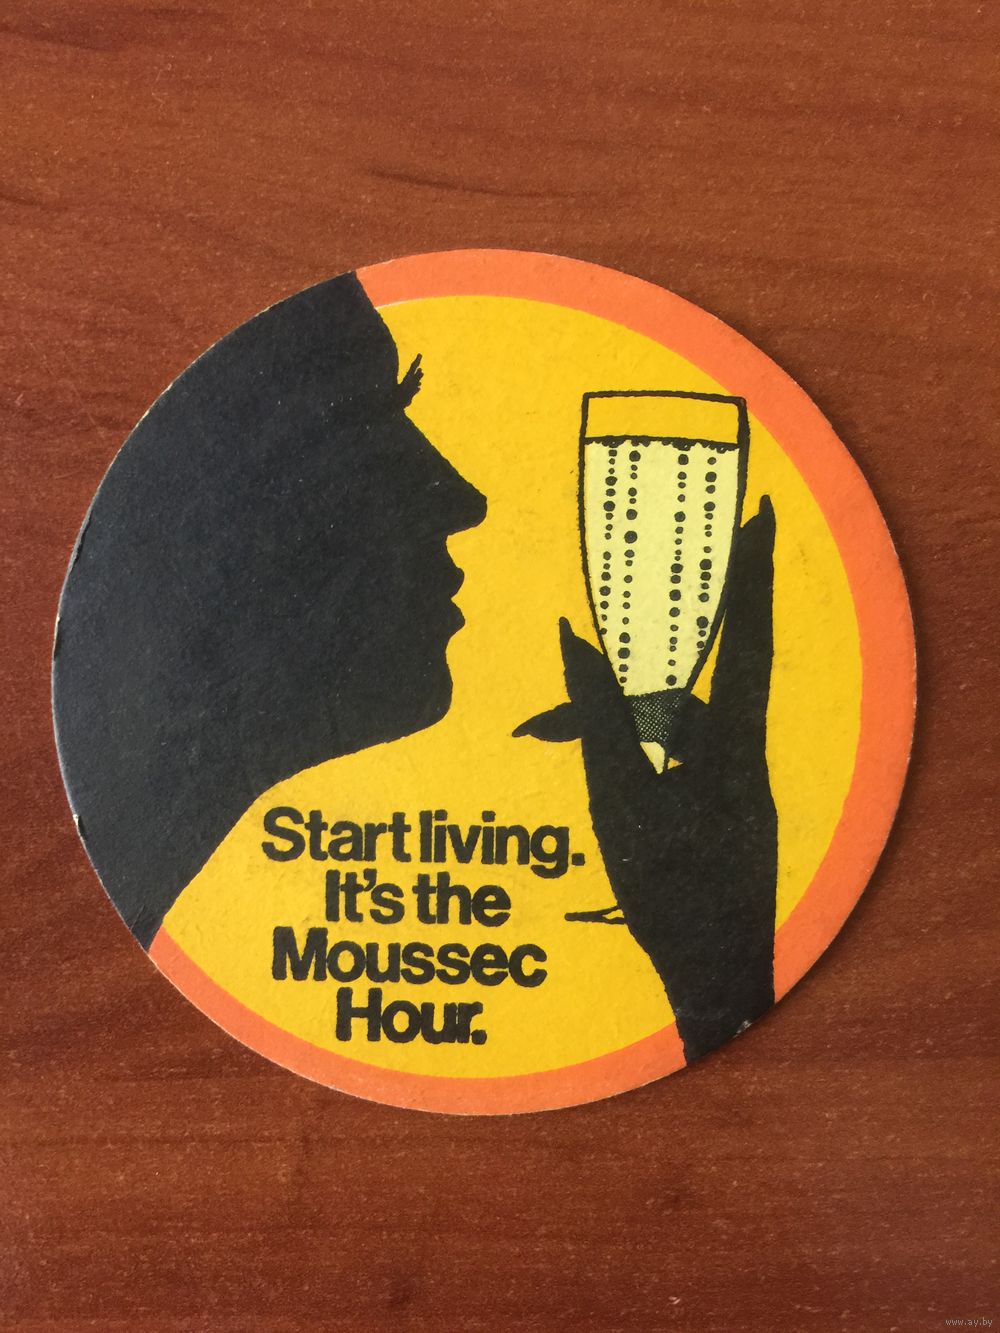 Start living.
It's the
Moussec
Hour.
www.ay.by